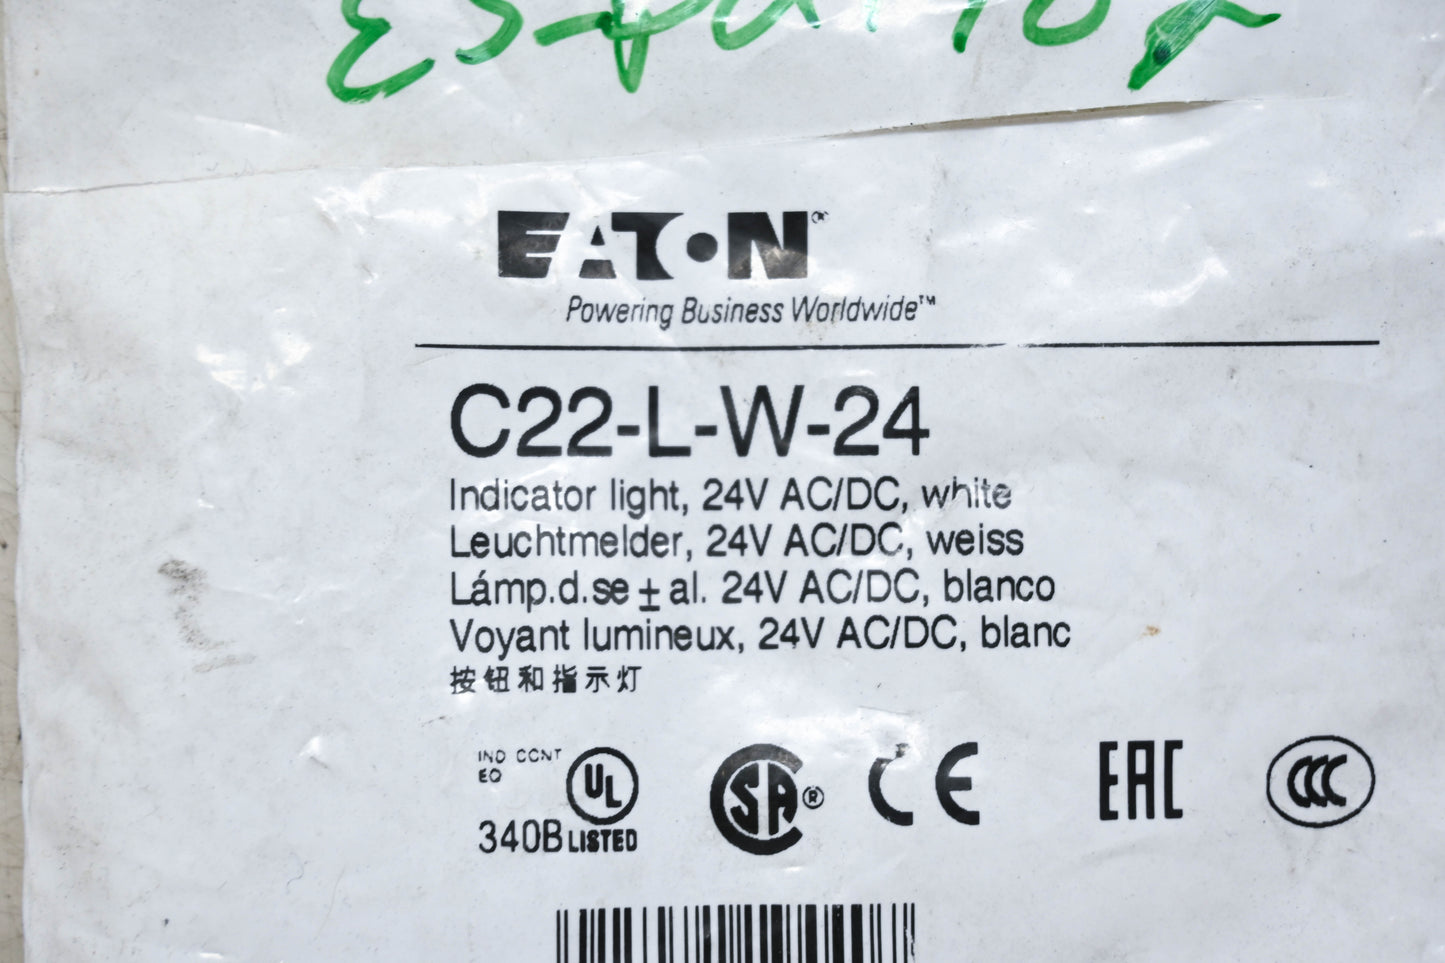 EATON®
Powering Business Worldwide™
C22-L-W-24
Indicator light, 24V AC/DC, white
Leuchtmelder, 24V AC/DC, weiss
Lámp.d.se ± al. 24V AC/DC, blanco
Voyant lumineux, 24V AC/DC, blanc
按钮和指示灯
IND CONT
EQ
UL
340B LISTED
SA ®
CE
EAC
CCC